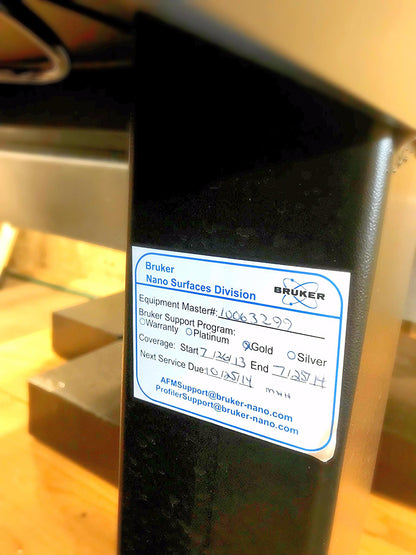 Bruker
Nano Surfaces Division
BRUKER
Equipment Master#: 10063299
Bruker Support Program:
Warranty Platinum Gold Silver
Coverage: Start 7/26/13 End 7/25/14
Next Service Due: 10/25/14
AFMSupport@bruker-nano.com
ProfilerSupport@bruker-nano.com